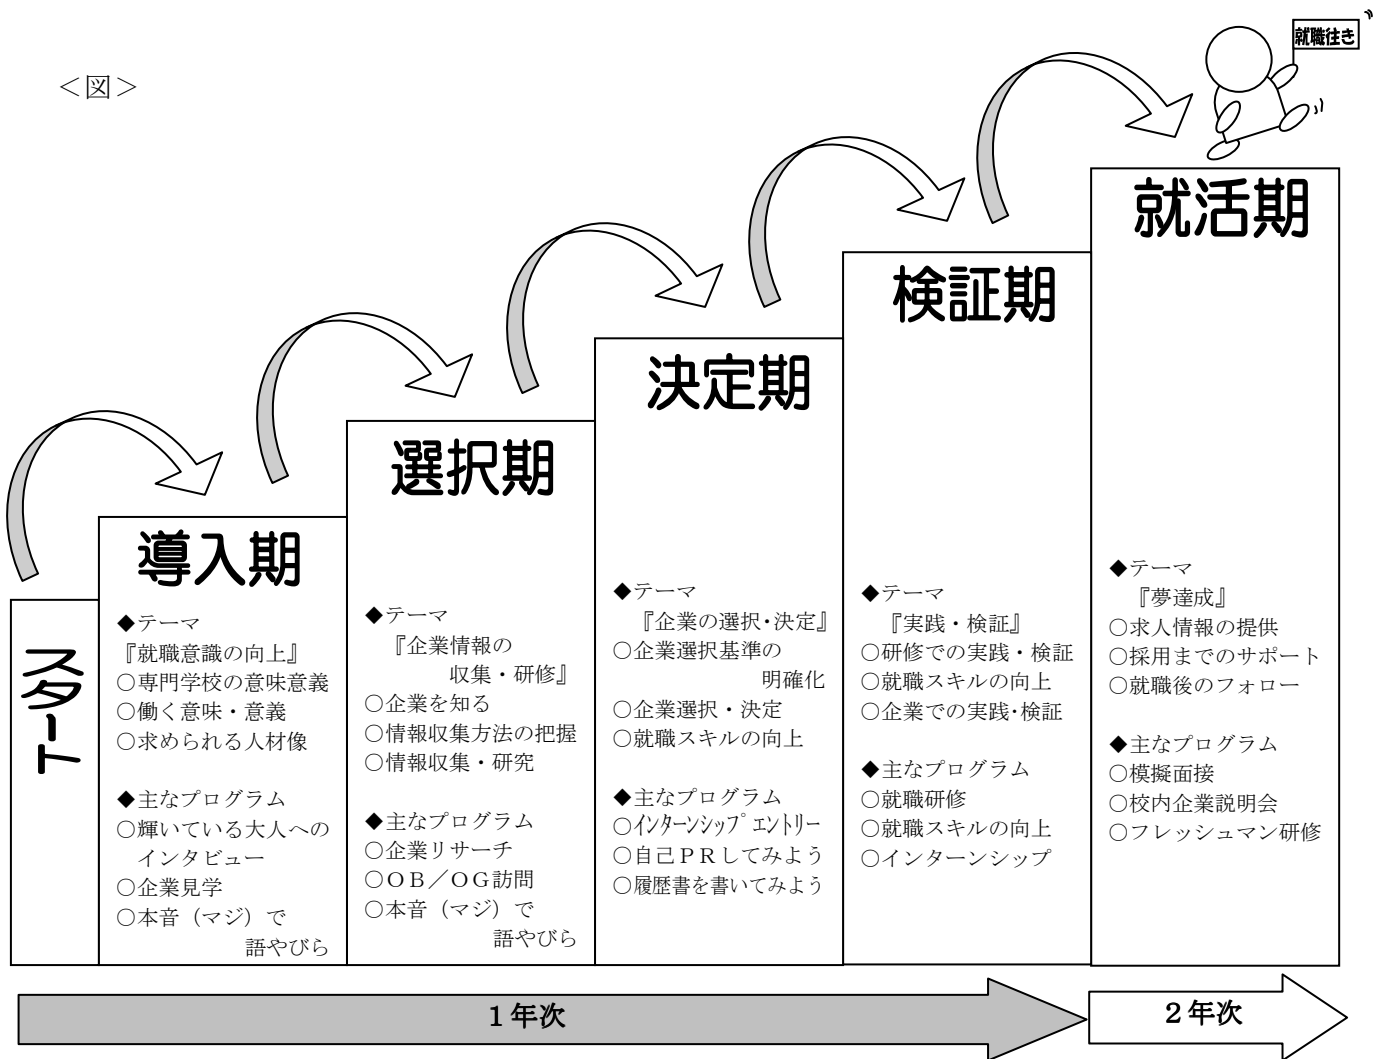 <図>
就職往き
スタート
導入期
◆テーマ
『就職意識の向上』
○専門学校の意味意義
○働く意味・意義
○求められる人材像
◆主なプログラム
○輝いている大人への
インタビュー
○企業見学
○本音（マジ）で
語やびら
選択期
◆テーマ
『企業情報の
収集・研修』
○企業を知る
○情報収集方法の把握
○情報収集・研究
◆主なプログラム
○企業リサーチ
○ＯＢ／ＯＧ訪問
○本音（マジ）で
語やびら
決定期
◆テーマ
『企業の選択・決定』
○企業選択基準の
明確化
○企業選択・決定
○就職スキルの向上
◆主なプログラム
○インターンシップ エントリー
○自己ＰＲしてみよう
○履歴書を書いてみよう
検証期
◆テーマ
『実践・検証』
○研修での実践・検証
○就職スキルの向上
○企業での実践・検証
◆主なプログラム
○就職研修
○就職スキルの向上
○インターンシップ
就活期
◆テーマ
『夢達成』
○求人情報の提供
○採用までのサポート
○就職後のフォロー
◆主なプログラム
○模擬面接
○校内企業説明会
○フレッシュマン研修
１年次
２年次